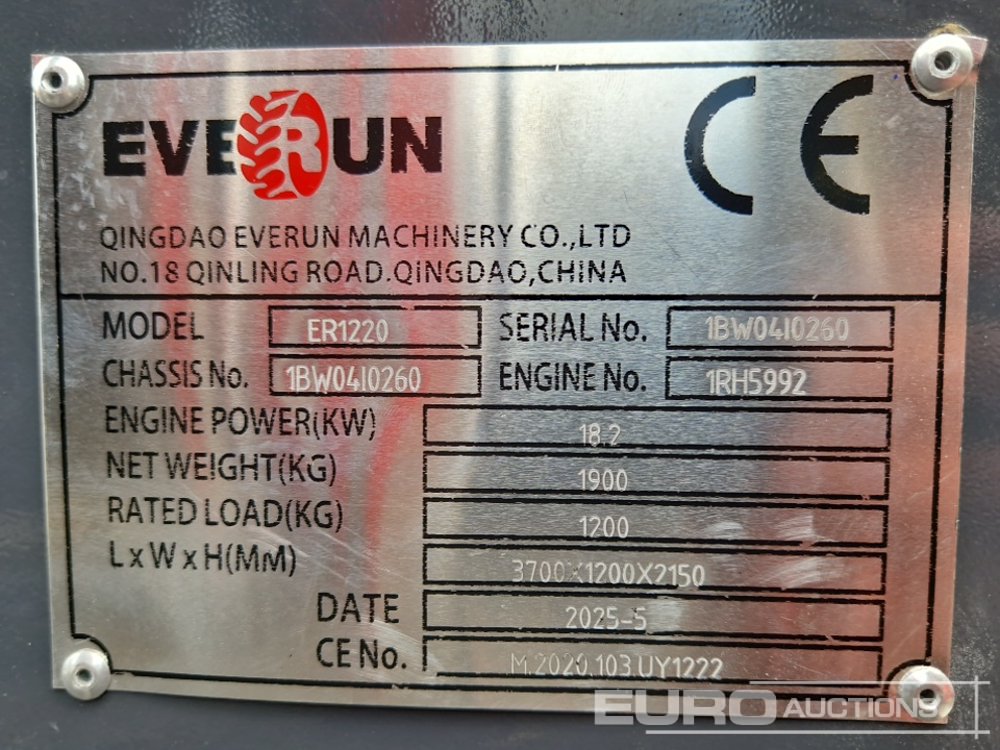 EVERUN
CE
QINGDAO EVERUN MACHINERY CO.,LTD
NO.18 QINLING ROAD.QINGDAO,CHINA
MODEL ER1220 SERIAL No. 1BW04I0260
CHASSIS No. 1BW04I0260 ENGINE No. 1RH5992
ENGINE POWER(KW) 18.2
NET WEIGHT(KG) 1900
RATED LOAD(KG) 1200
L x W x H(MM) 3700X1200X2150
DATE 2025-5
CE No. M.2020.103.UY1222
EURO AUCTIONS